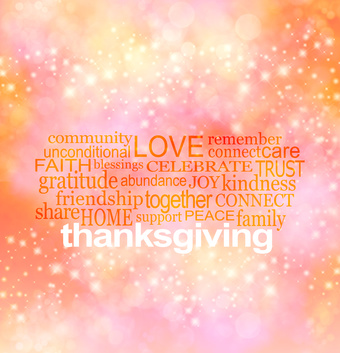 community LOVE remember
unconditional connect care
FAITH blessings CELEBRATE TRUST
gratitude abundance JOY kindness
friendship together CONNECT
share HOME support PEACE family
thanksgiving